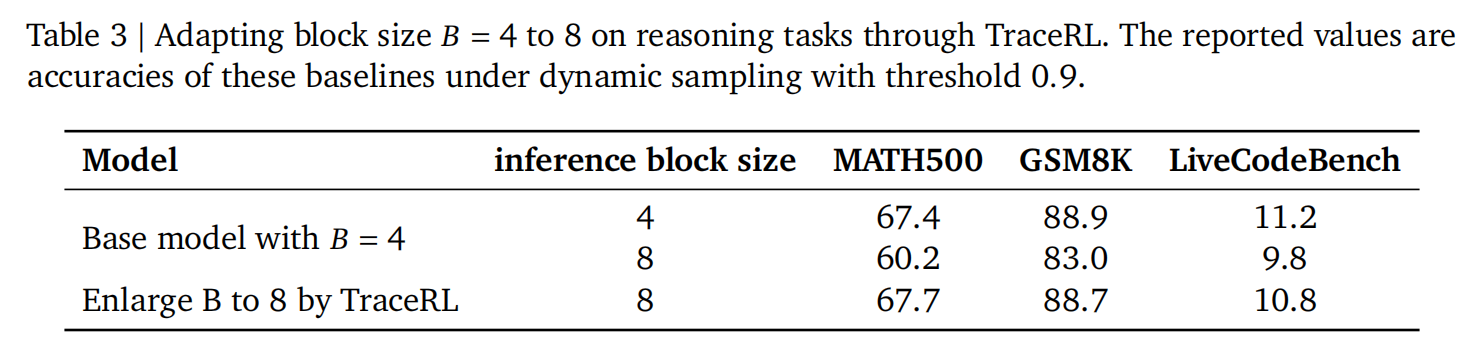 Table 3 | Adapting block size B = 4 to 8 on reasoning tasks through TraceRL. The reported values are
accuracies of these baselines under dynamic sampling with threshold 0.9.
Model inference block size MATH500 GSM8K LiveCodeBench
Base model with B = 4
4 67.4 88.9 11.2
8 60.2 83.0 9.8
Enlarge B to 8 by TraceRL 8 67.7 88.7 10.8